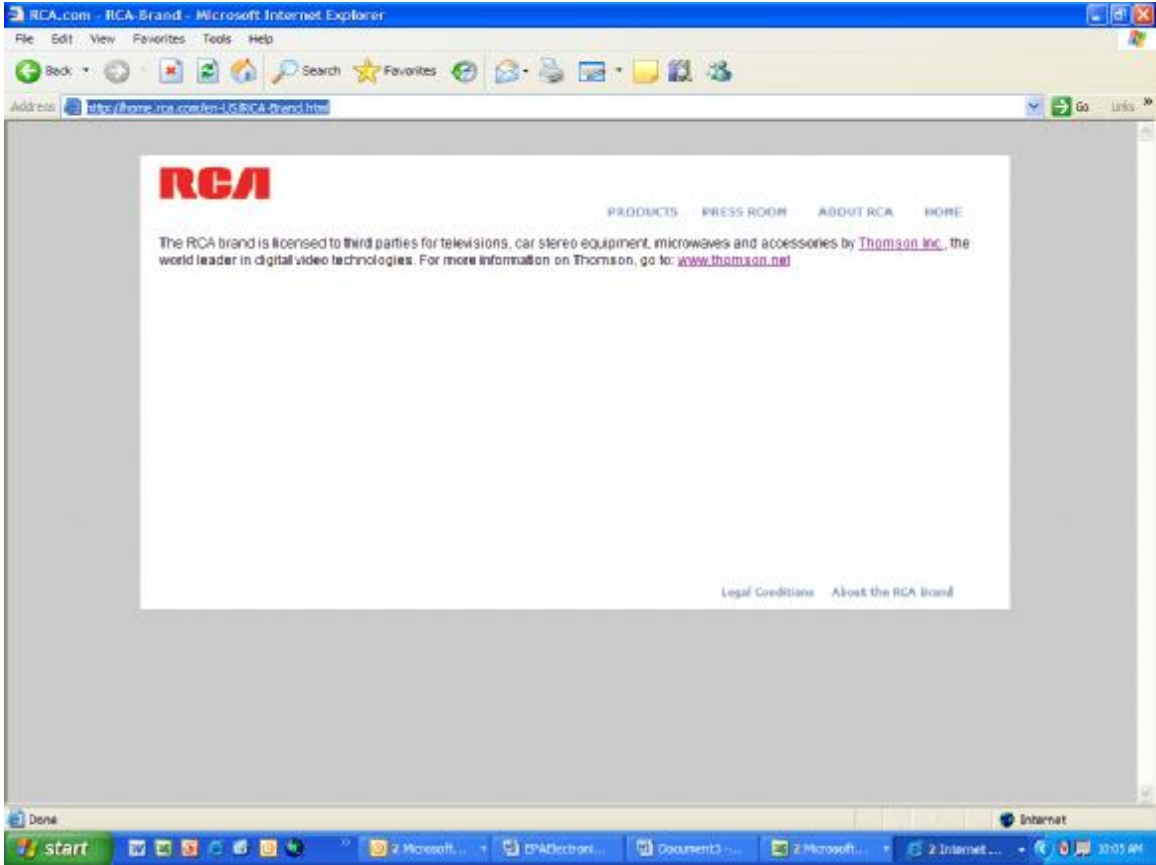 RCA.com - RCA-Brand - Microsoft Internet Explorer
File Edit View Favorites Tools Help
Back Search Favorites
Address http://home.rca.com/en-US/RCA-Brand.html Go Links
RCA
PRODUCTS PRESS ROOM ABOUT RCA HOME
The RCA brand is licensed to third parties for televisions, car stereo equipment, microwaves and accessories by Thomson Inc., the
world leader in digital video technologies. For more information on Thomson, go to: www.thomson.net
Legal Conditions About the RCA Brand
Done Internet
start 2 Microsoft... EPAElectroni... Document3 -... 2 Microsoft... 2 Internet ... 10:05 AM